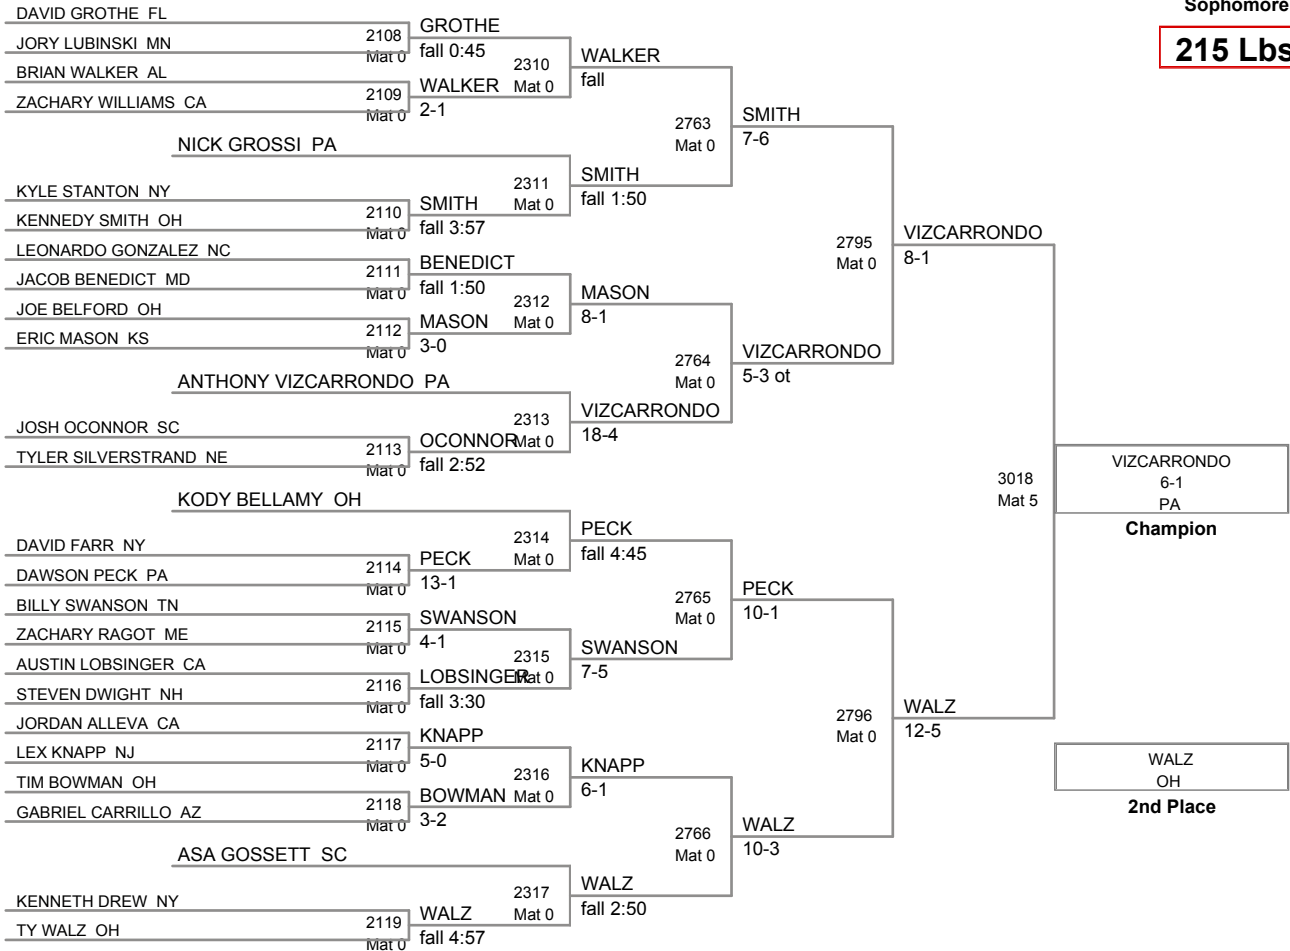 Sophomore
215 Lbs
DAVID GROTHE FL
JORY LUBINSKI MN
2108
Mat 0
GROTHE
fall 0:45
BRIAN WALKER AL
ZACHARY WILLIAMS CA
2109
Mat 0
WALKER
2-1
2310
Mat 0
WALKER
fall
NICK GROSSI PA
KYLE STANTON NY
KENNEDY SMITH OH
2110
Mat 0
SMITH
fall 3:57
2311
Mat 0
SMITH
fall 1:50
2763
Mat 0
SMITH
7-6
LEONARDO GONZALEZ NC
JACOB BENEDICT MD
2111
Mat 0
BENEDICT
fall 1:50
JOE BELFORD OH
ERIC MASON KS
2112
Mat 0
MASON
3-0
2312
Mat 0
MASON
8-1
ANTHONY VIZCARRONDO PA
JOSH OCONNOR SC
TYLER SILVERSTRAND NE
2113
Mat 0
OCONNOR
fall 2:52
2313
Mat 0
VIZCARRONDO
18-4
2764
Mat 0
VIZCARRONDO
5-3 ot
2795
Mat 0
VIZCARRONDO
8-1
KODY BELLAMY OH
DAVID FARR NY
DAWSON PECK PA
2114
Mat 0
PECK
13-1
2314
Mat 0
PECK
fall 4:45
BILLY SWANSON TN
ZACHARY RAGOT ME
2115
Mat 0
SWANSON
4-1
AUSTIN LOBSINGER CA
STEVEN DWIGHT NH
2116
Mat 0
LOBSINGER
fall 3:30
2315
Mat 0
SWANSON
7-5
2765
Mat 0
PECK
10-1
JORDAN ALLEVA CA
LEX KNAPP NJ
2117
Mat 0
KNAPP
5-0
TIM BOWMAN OH
GABRIEL CARRILLO AZ
2118
Mat 0
BOWMAN
3-2
2316
Mat 0
KNAPP
6-1
ASA GOSSETT SC
KENNETH DREW NY
TY WALZ OH
2119
Mat 0
WALZ
fall 4:57
2317
Mat 0
WALZ
fall 2:50
2766
Mat 0
WALZ
10-3
2796
Mat 0
WALZ
12-5
3018
Mat 5
VIZCARRONDO
6-1
PA
Champion
WALZ
OH
2nd Place